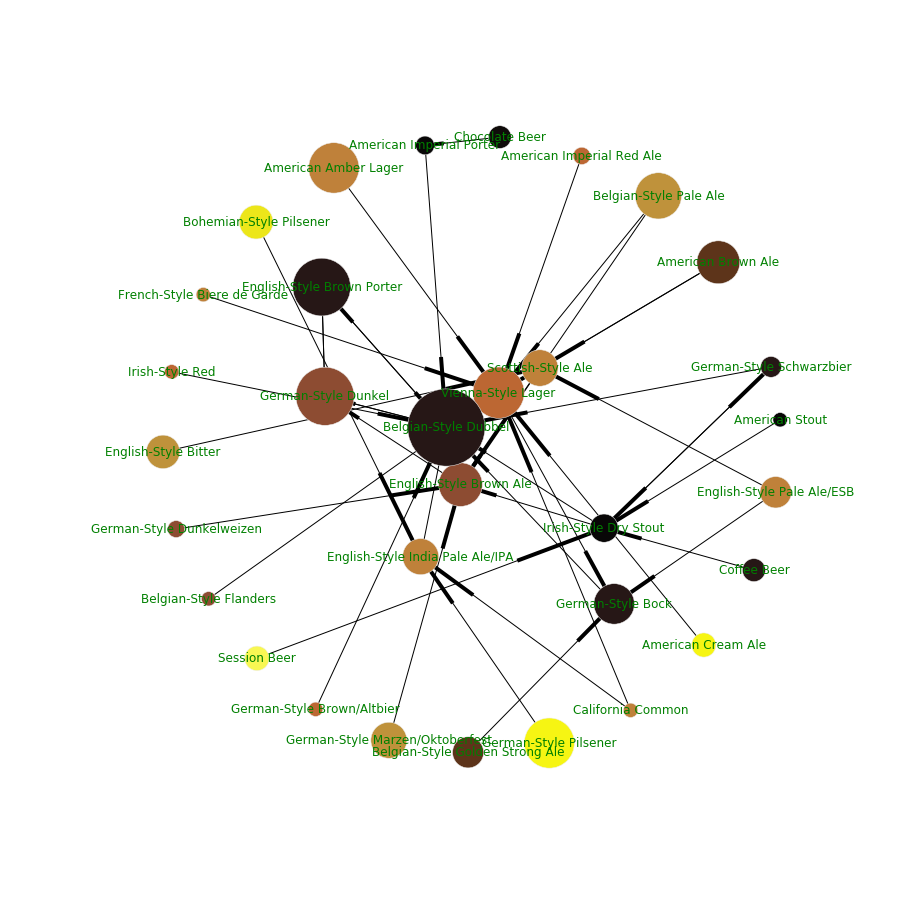 Chocolate Beer
American Imperial Porter
American Imperial Red Ale
American Amber Lager
Belgian-Style Pale Ale
Bohemian-Style Pilsener
American Brown Ale
English-Style Brown Porter
French-Style Biere de Garde
Scottish-Style Ale
German-Style Schwarzbier
Irish-Style Red
Vienna-Style Lager
German-Style Dunkel
American Stout
Belgian-Style Dubbel
English-Style Bitter
English-Style Brown Ale
English-Style Pale Ale/ESB
German-Style Dunkelweizen
Irish-Style Dry Stout
English-Style India Pale Ale/IPA
Coffee Beer
Belgian-Style Flanders
German-Style Bock
American Cream Ale
Session Beer
German-Style Brown/Altbier
California Common
German-Style Marzen/Oktoberfest
German-Style Pilsener
Belgian-Style Golden Strong Ale